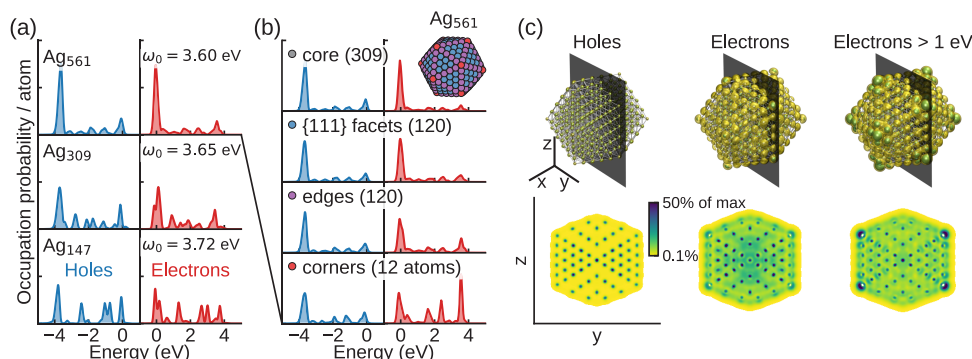 (a)
Occupation probability / atom
Ag561
ω0 = 3.60 eV
Ag309
ω0 = 3.65 eV
Ag147
ω0 = 3.72 eV
Holes
Electrons
−4 −2 0 0 2 4
Energy (eV)
(b)
Ag561
core (309)
{111} facets (120)
edges (120)
corners (12 atoms)
−4 −2 0 0 2 4
Energy (eV)
(c)
Holes
Electrons
Electrons > 1 eV
z
x y
50% of max
0.1%
z
y